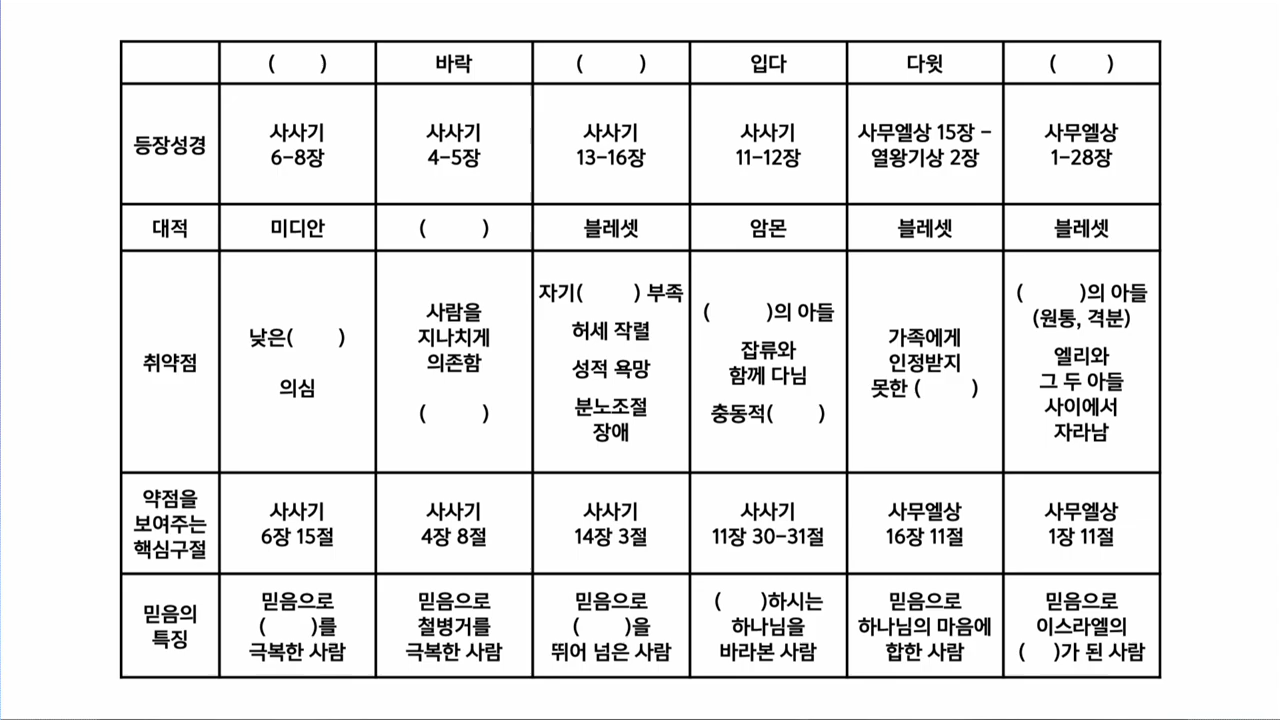 ( ) 바락 ( ) 입다 다윗 ( )
등장성경
사사기
6-8장
사사기
4-5장
사사기
13-16장
사사기
11-12장
사무엘상 15장 -
열왕기상 2장
사무엘상
1-28장
대적 미디안 ( ) 블레셋 암몬 블레셋 블레셋
취약점
낮은( )
의심
사람을
지나치게
의존함
( )
자기( ) 부족
허세 작렬
성적 욕망
분노조절
장애
( )의 아들
잡류와
함께 다님
충동적( )
가족에게
인정받지
못한 ( )
( )의 아들
(원통, 격분)
엘리와
그 두 아들
사이에서
자라남
약점을
보여주는
핵심구절
사사기
6장 15절
사사기
4장 8절
사사기
14장 3절
사사기
11장 30-31절
사무엘상
16장 11절
사무엘상
1장 11절
믿음의
특징
믿음으로
( )를
극복한 사람
믿음으로
철병거를
극복한 사람
믿음으로
( )을
뛰어 넘은 사람
( )하시는
하나님을
바라본 사람
믿음으로
하나님의 마음에
합한 사람
믿음으로
이스라엘의
( )가 된 사람